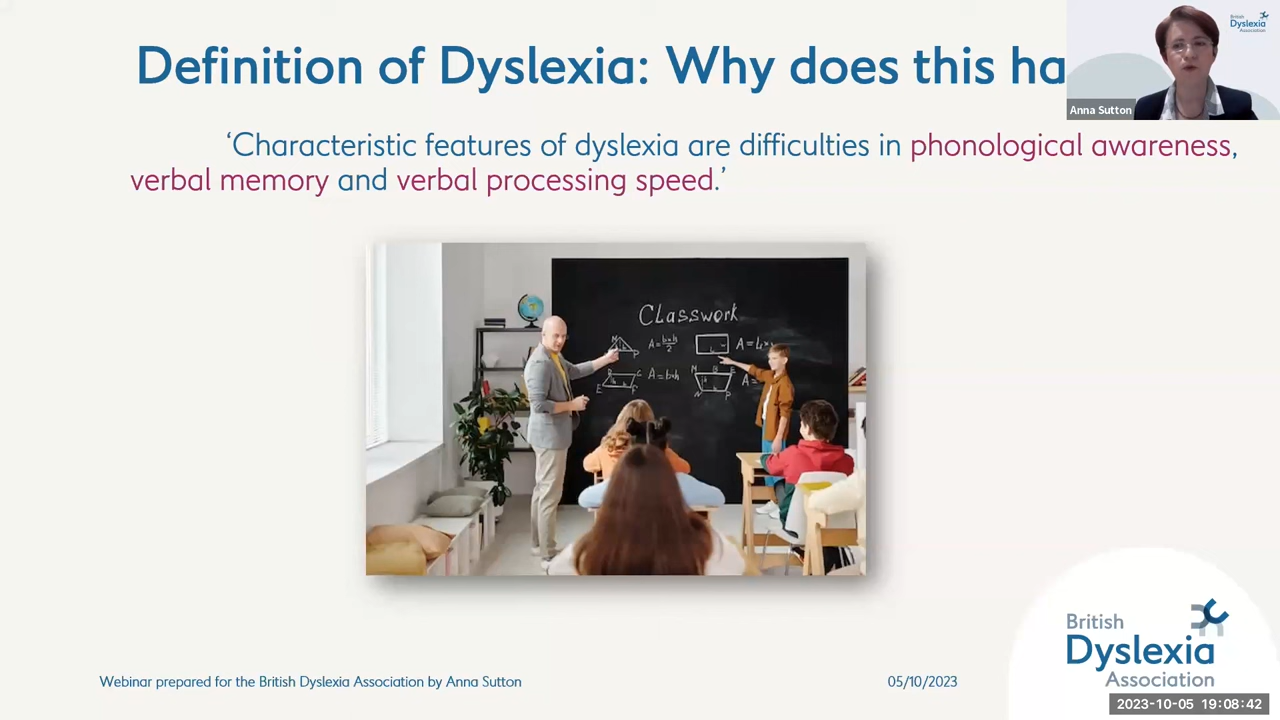 Definition of Dyslexia: Why does this ha
British
Dyslexia
Association
Anna Sutton
‘Characteristic features of dyslexia are difficulties in phonological awareness,
verbal memory and verbal processing speed.’
Classwork
A=
A=bh
A=
British
Dyslexia
Association
Webinar prepared for the British Dyslexia Association by Anna Sutton
05/10/2023
2023-10-05 19:08:42